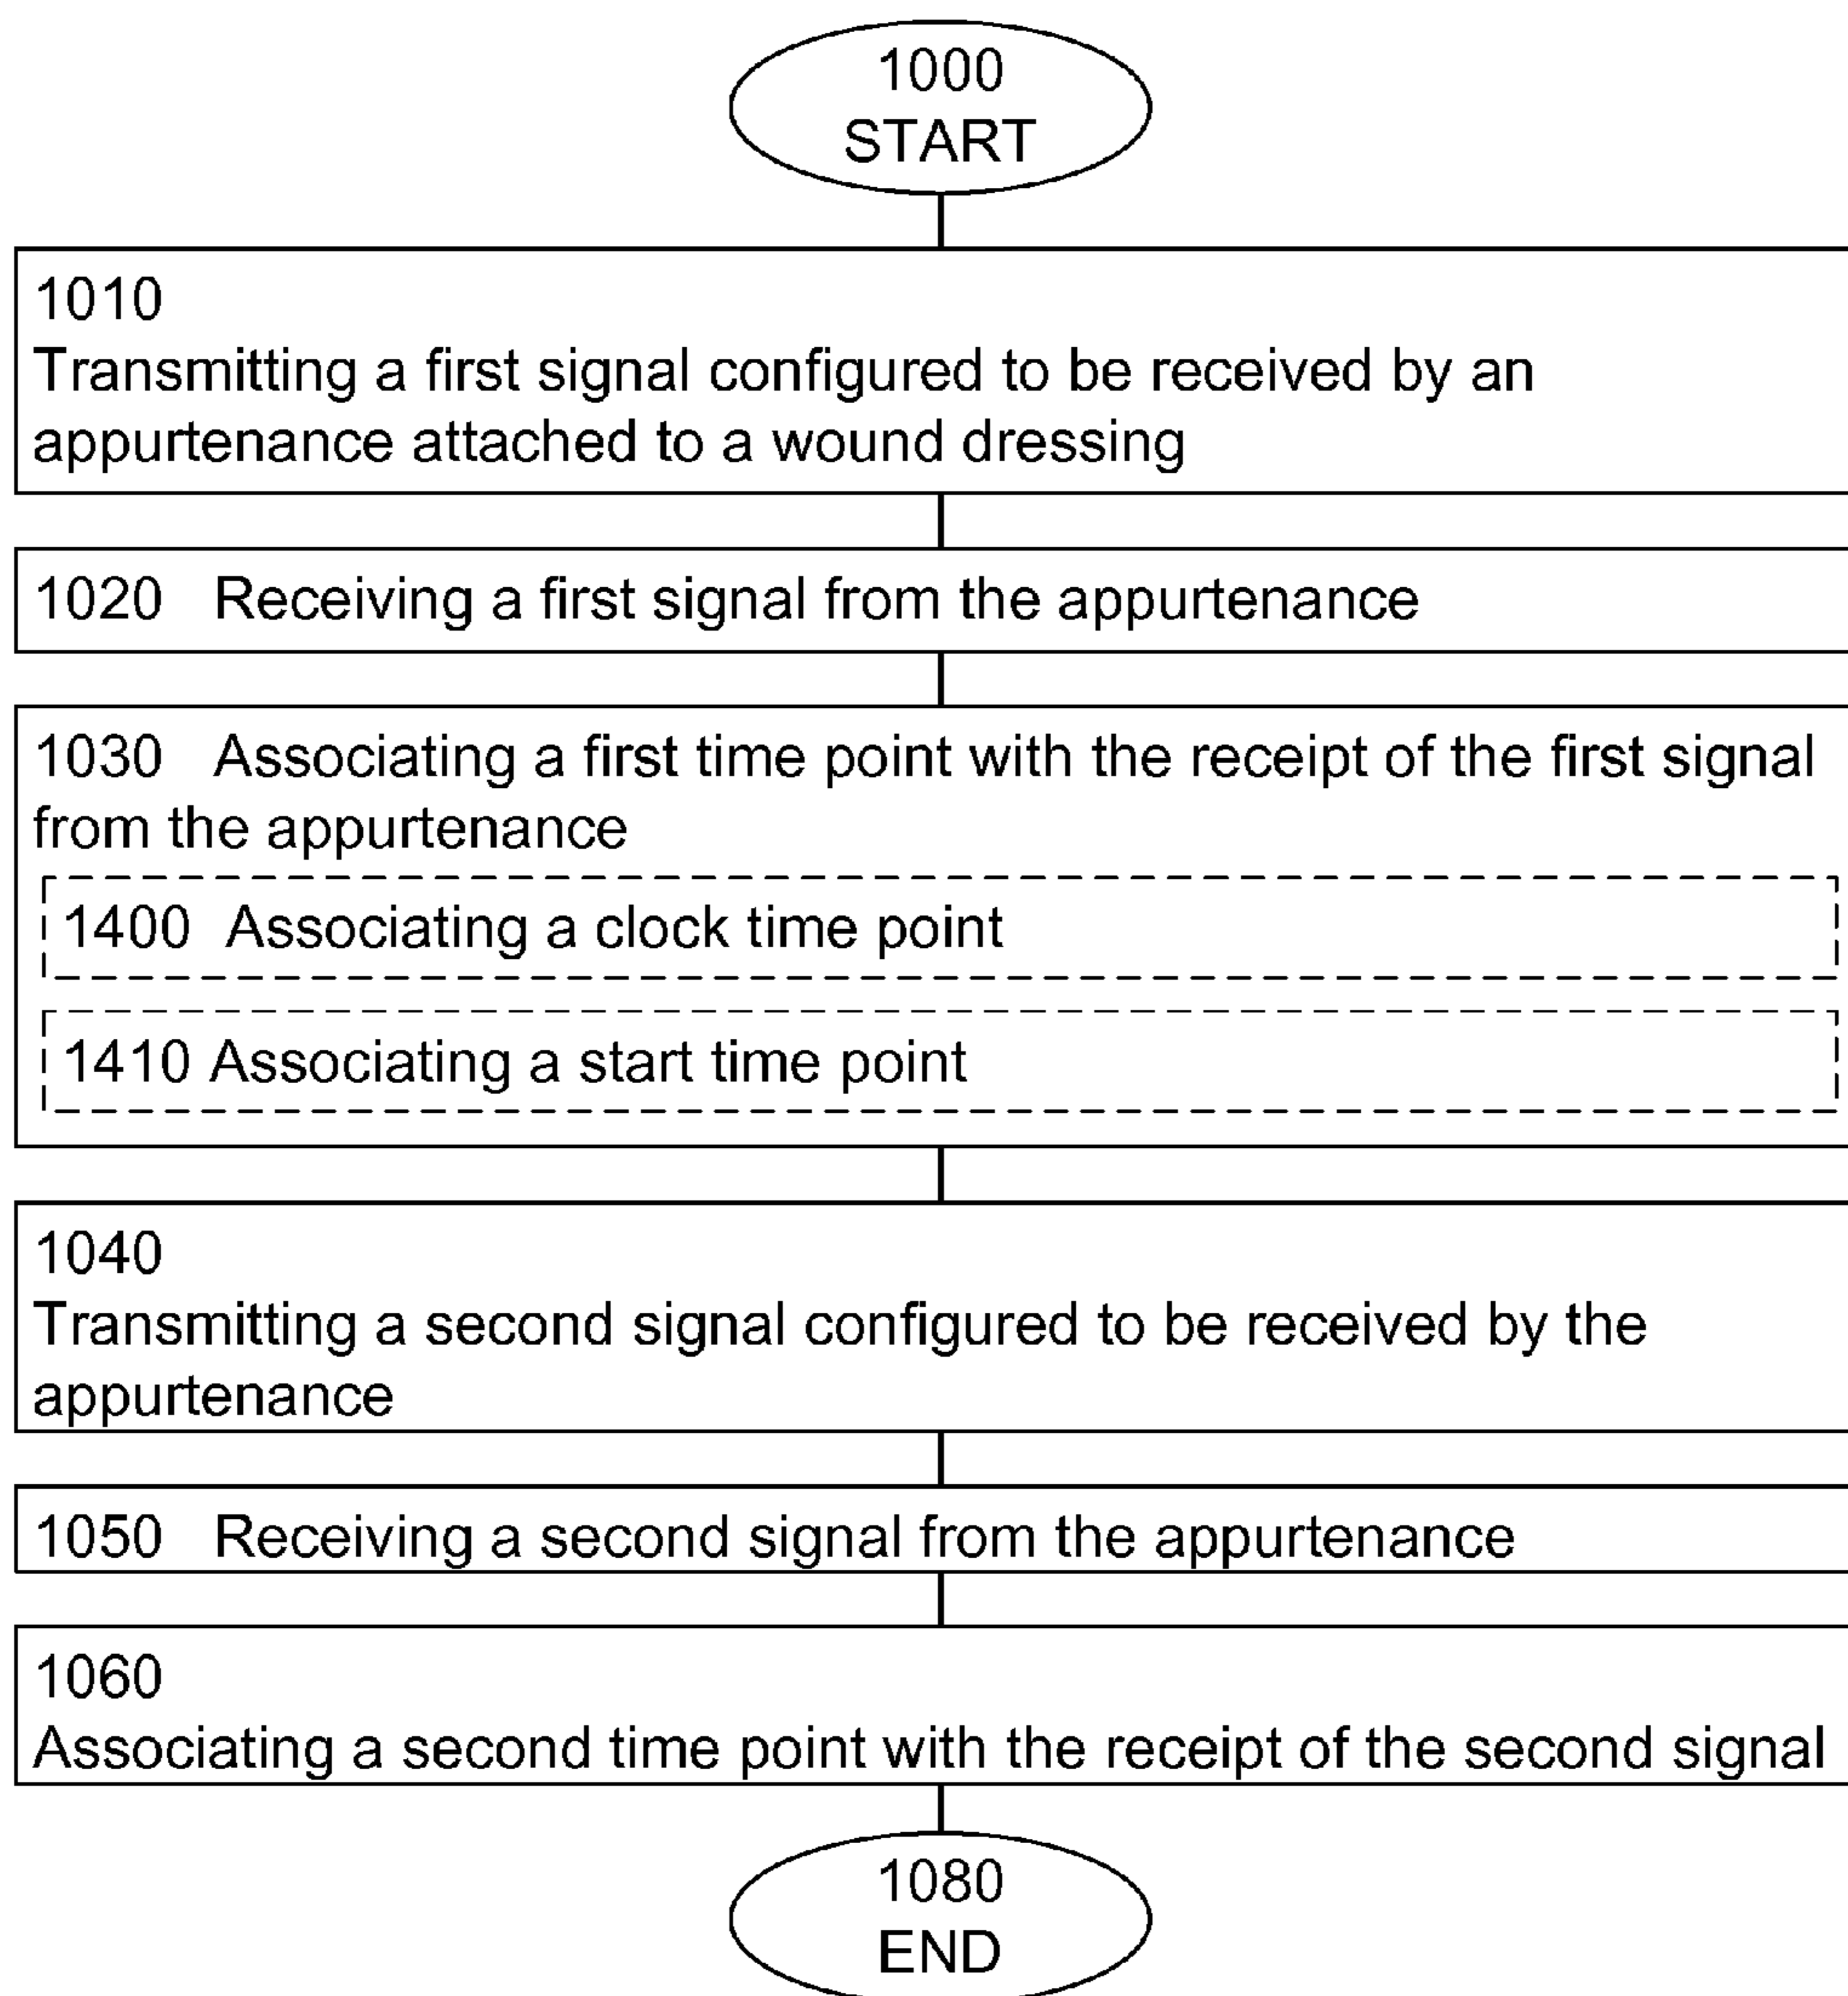 1000
START
1010
Transmitting a first signal configured to be received by an
appurtenance attached to a wound dressing
1020 Receiving a first signal from the appurtenance
1030 Associating a first time point with the receipt of the first signal
from the appurtenance
1400 Associating a clock time point
1410 Associating a start time point
1040
Transmitting a second signal configured to be received by the
appurtenance
1050 Receiving a second signal from the appurtenance
1060
Associating a second time point with the receipt of the second signal
1080
END